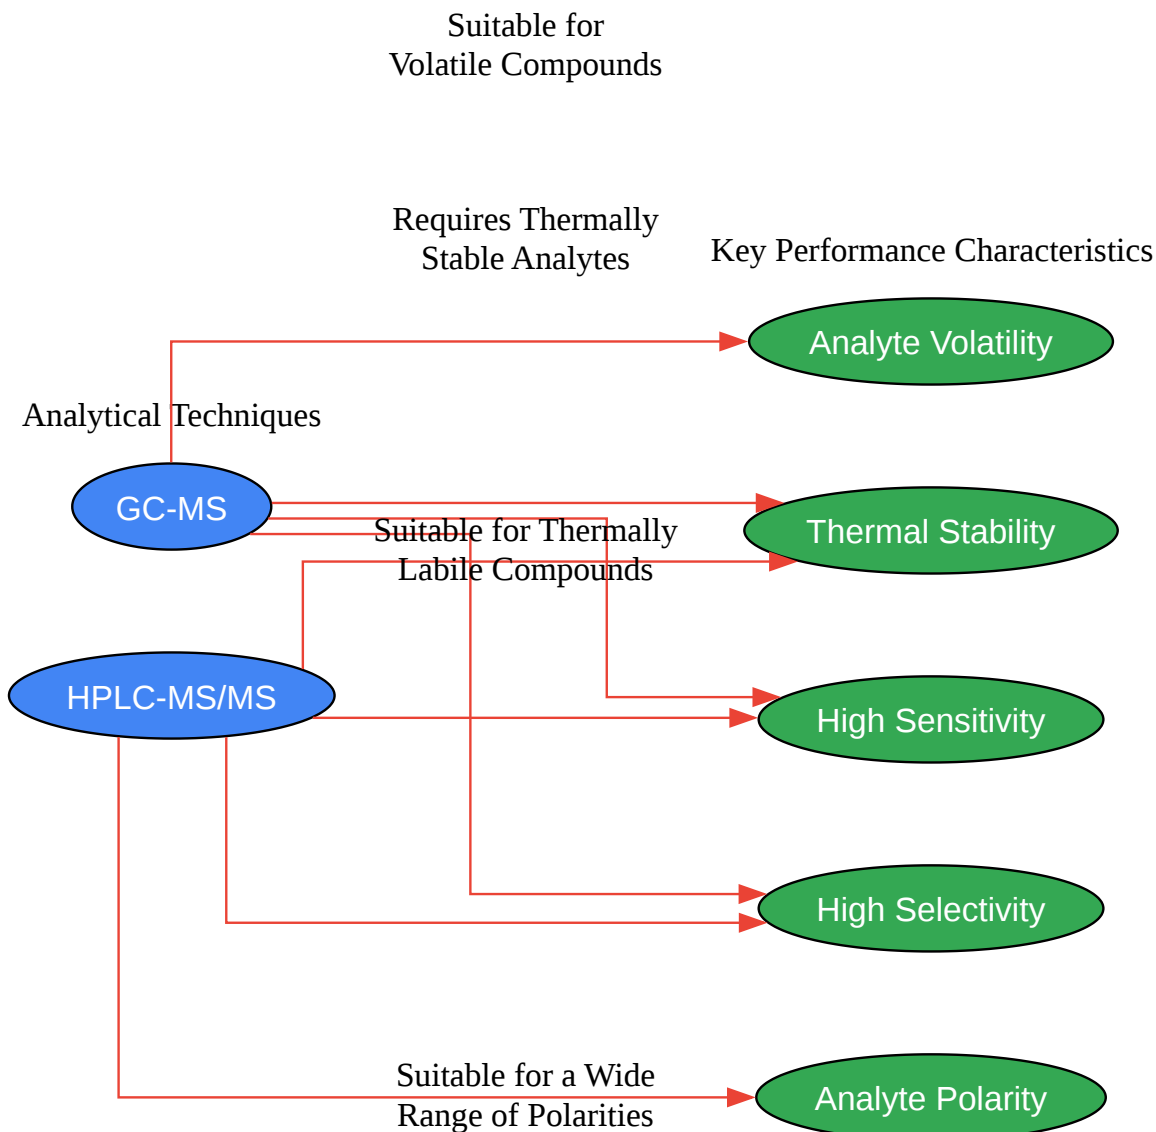 Suitable for
Volatile Compounds
Requires Thermally
Stable Analytes
Key Performance Characteristics
Analyte Volatility
Analytical Techniques
GC-MS
Suitable for Thermally
Labile Compounds
Thermal Stability
HPLC-MS/MS
High Sensitivity
High Selectivity
Suitable for a Wide
Range of Polarities
Analyte Polarity